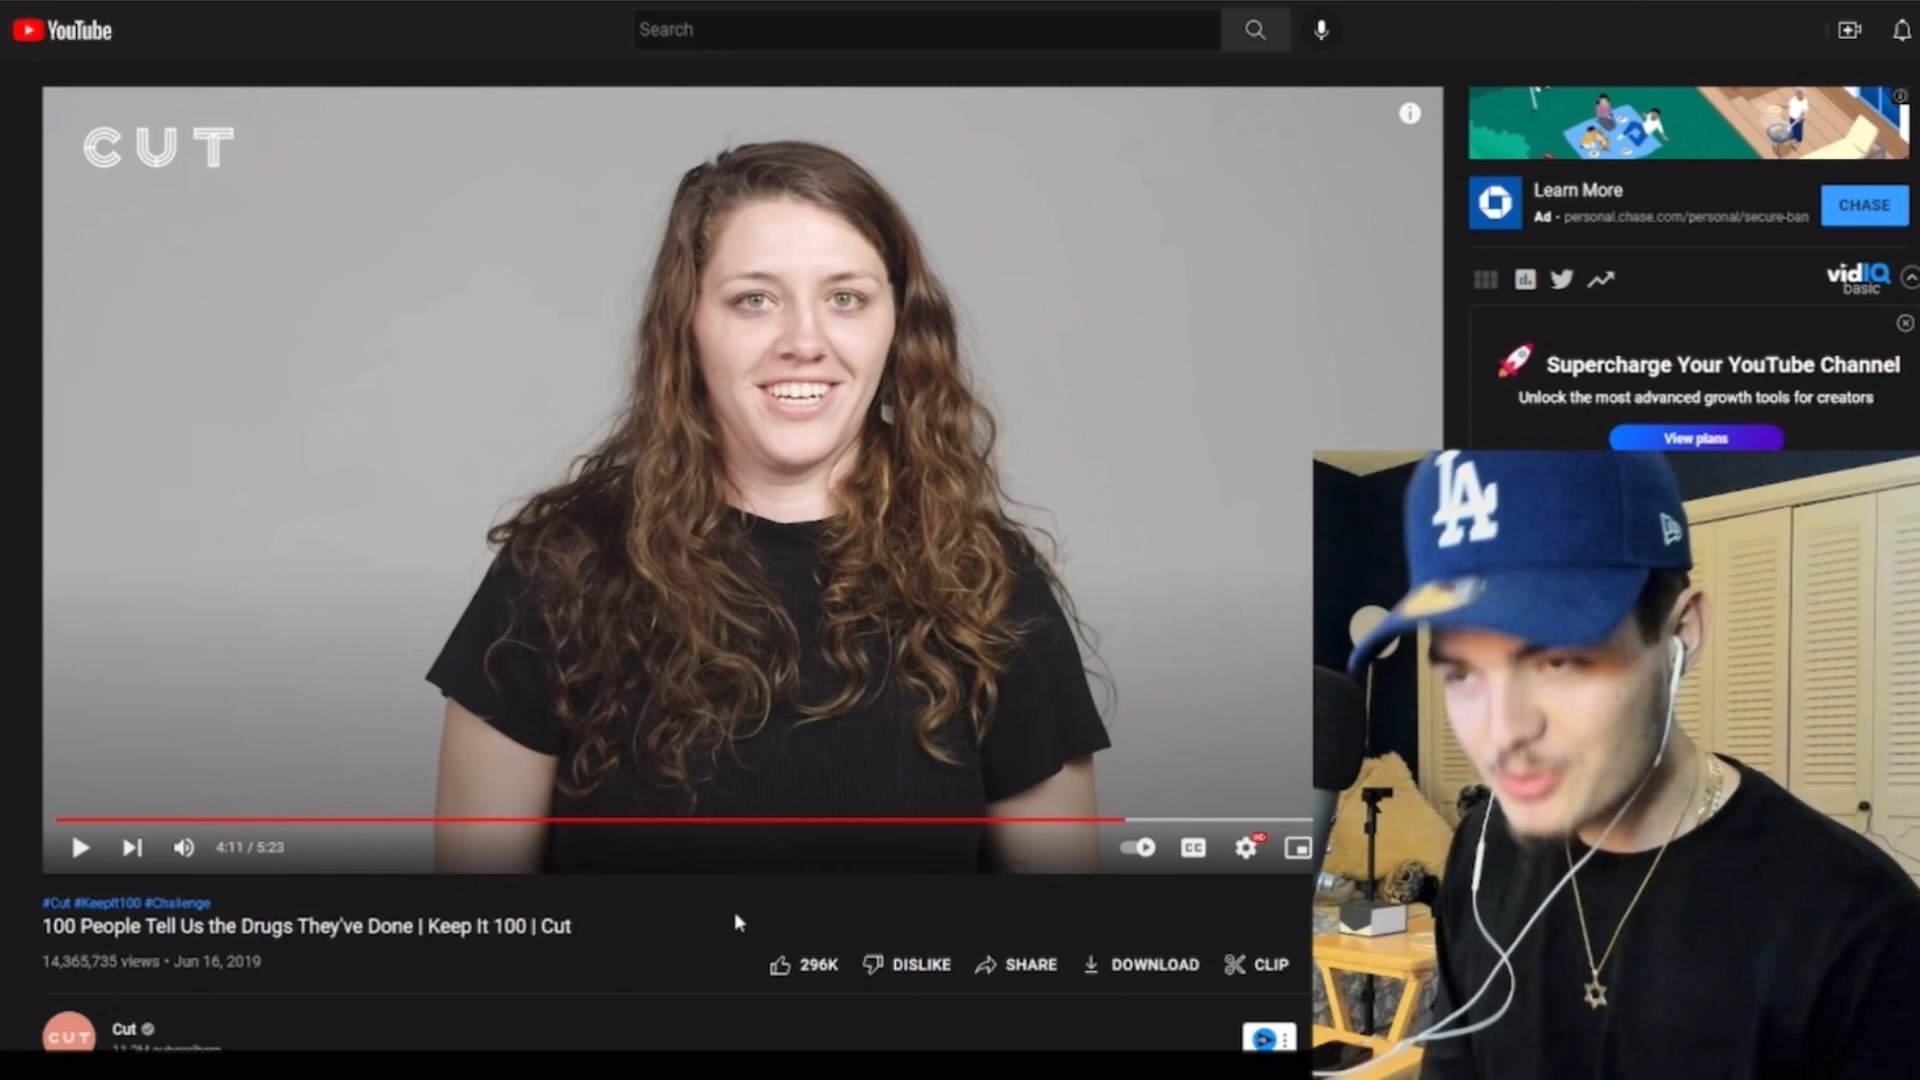 YouTube
Search
CUT
Learn More
Ad - personal.chase.com/personal/secure-ban
CHASE
vidIQ
basic
Supercharge Your YouTube Channel
Unlock the most advanced growth tools for creators
View plans
LA
4:11 / 5:23
CC
HD
#Cut #KeepIt100 #Challenge
100 People Tell Us the Drugs They've Done | Keep It 100 | Cut
14,365,735 views • Jun 16, 2019
296K
DISLIKE
SHARE
DOWNLOAD
CLIP
CUT
Cut